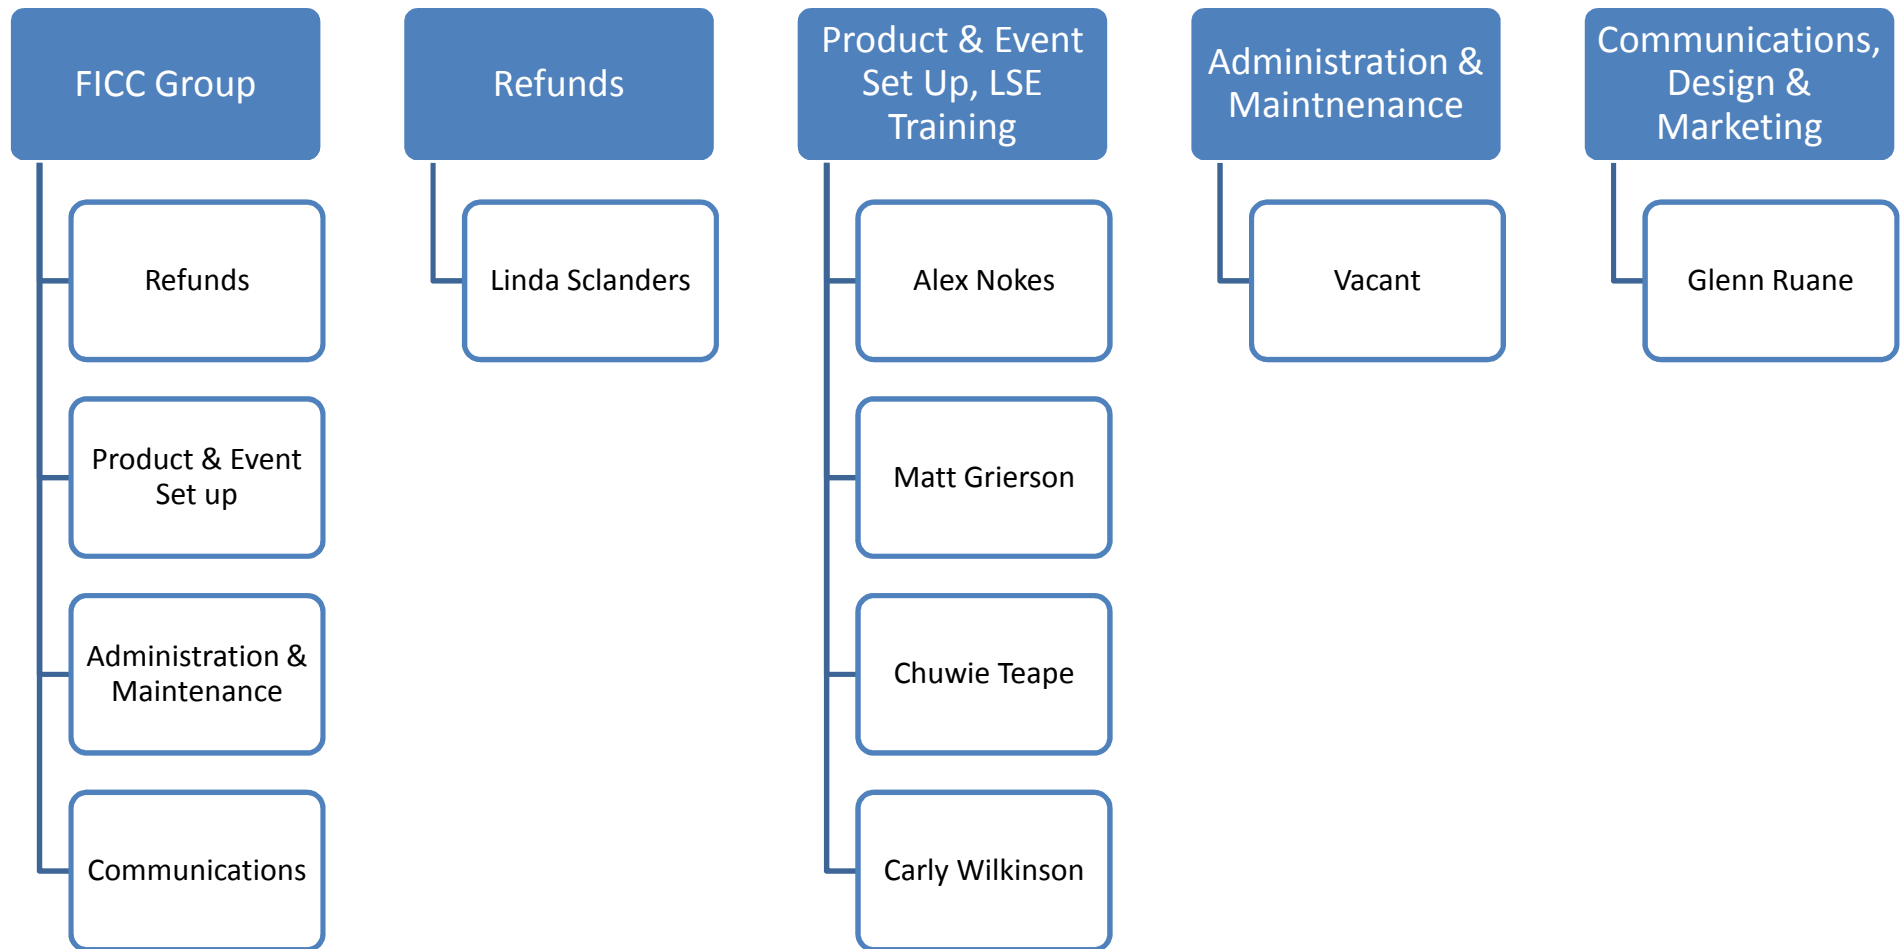 FICC Group
Refunds
Product & Event
Set up
Administration &
Maintenance
Communications
Refunds
Linda Sclanders
Product & Event
Set Up, LSE
Training
Alex Nokes
Matt Grierson
Chuwie Teape
Carly Wilkinson
Administration &
Maintnenance
Vacant
Communications,
Design &
Marketing
Glenn Ruane